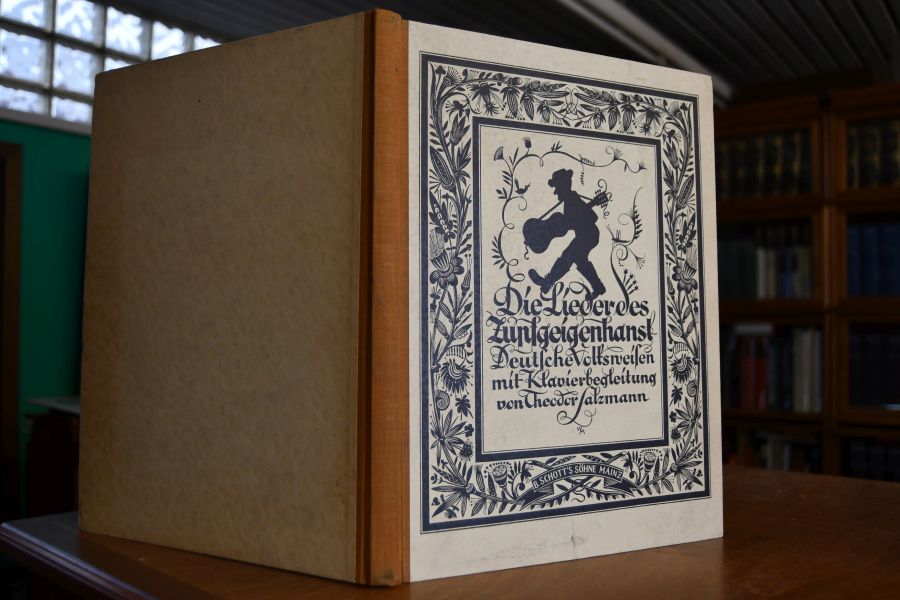 Die Lieder des
Zupfgeigenhansl
Deutsche Volksweisen
mit Klavierbegleitung
von Theodor Salzmann
B. SCHOTT'S SÖHNE MAINZ